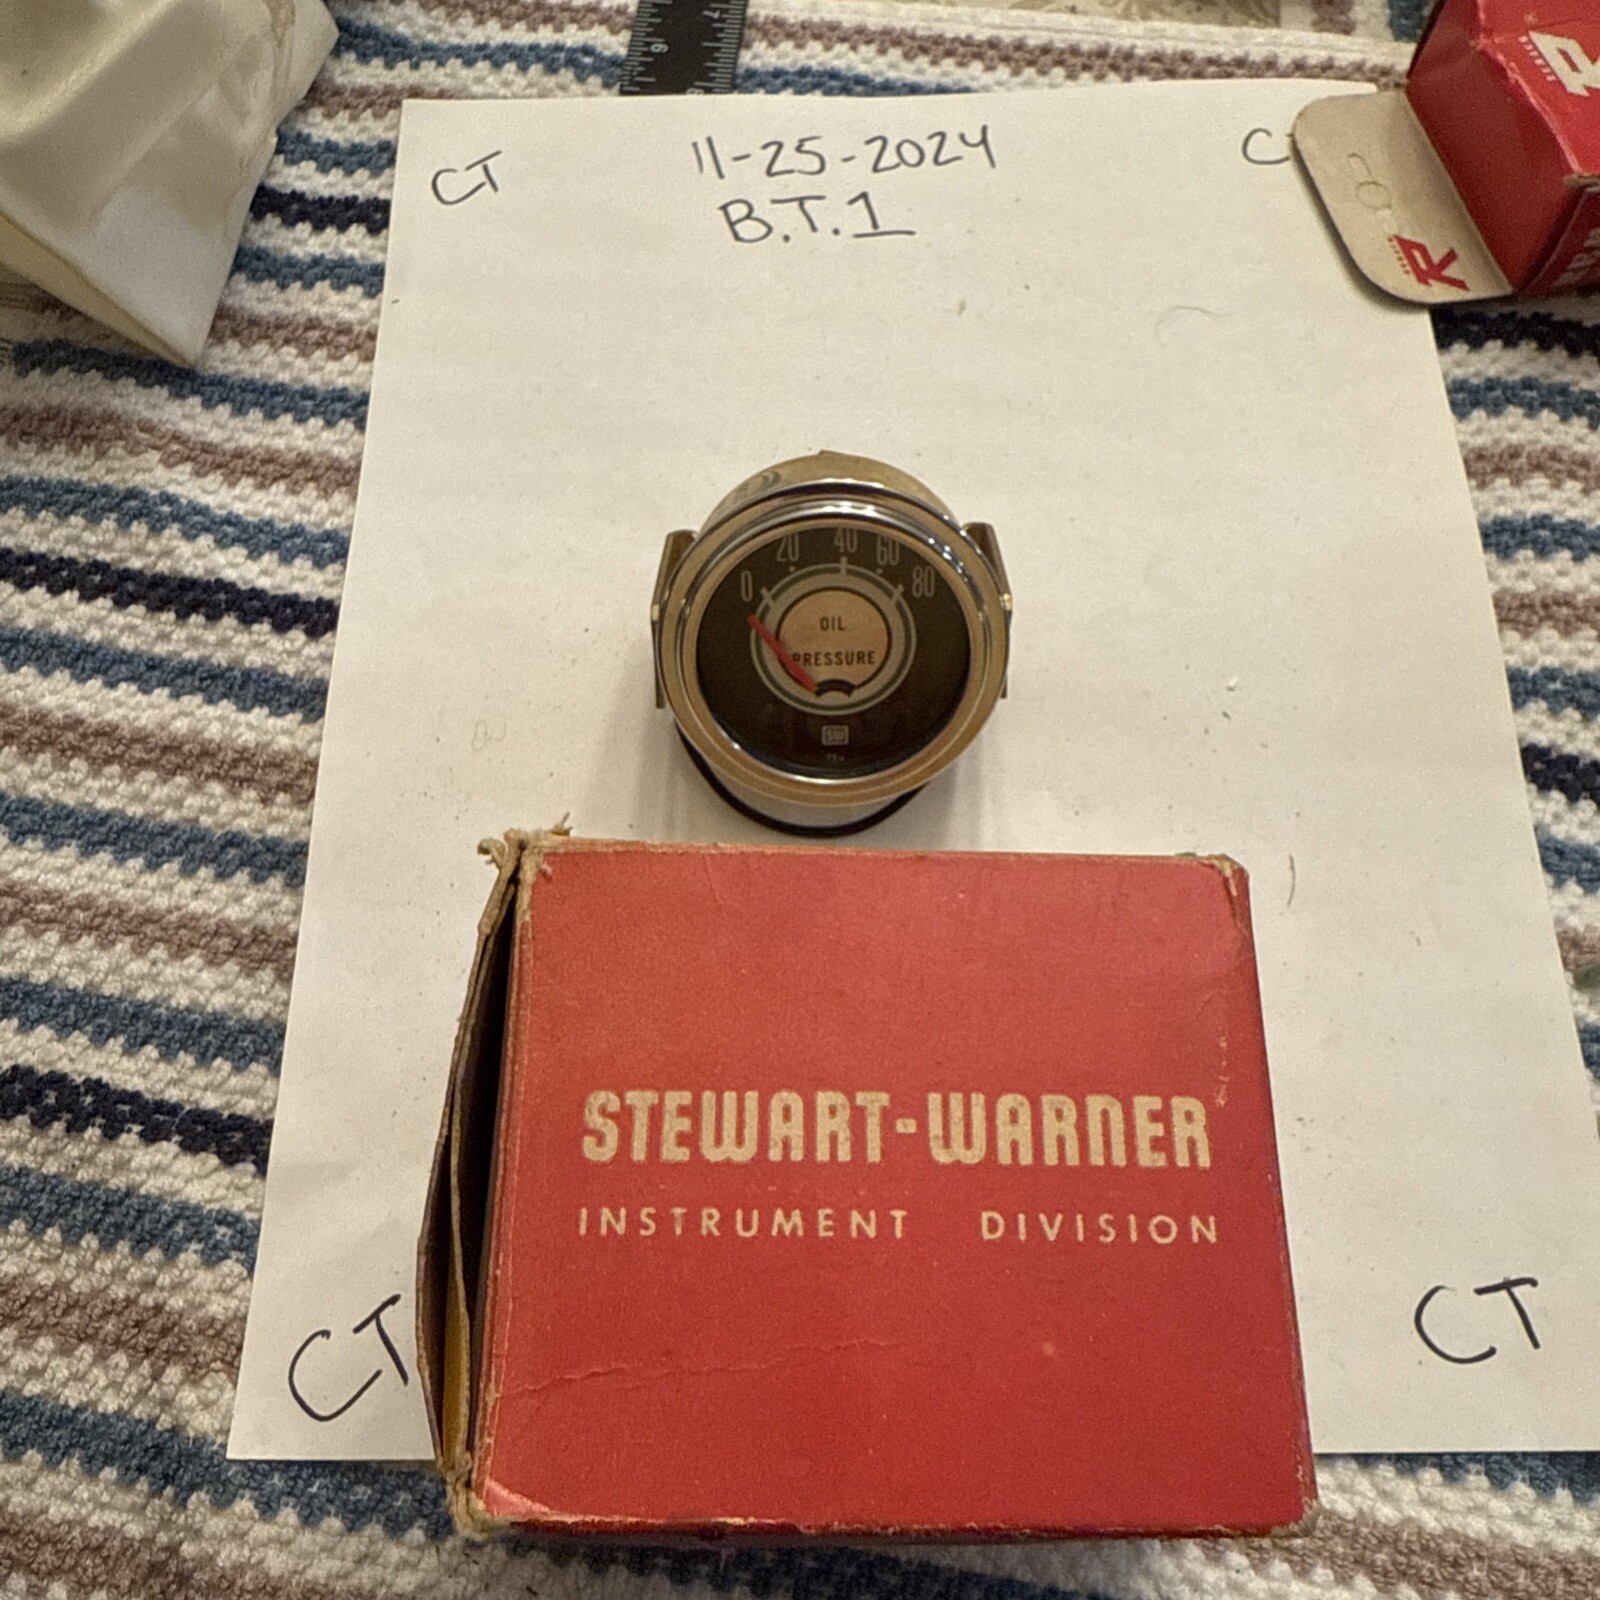 CT
11-25-2024
B.T.1
C
0 20 40 60 80
OIL
PRESSURE
SW
STEWART-WARNER
INSTRUMENT DIVISION
CT
CT